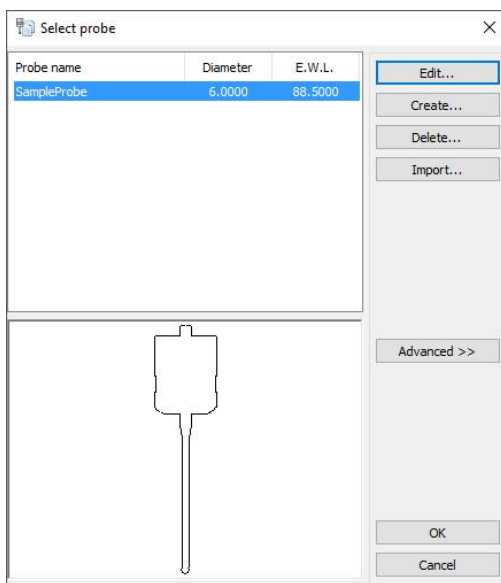 Select probe
Probe name Diameter E.W.L.
SampleProbe 6.0000 88.5000
Edit...
Create...
Delete...
Import...
Advanced >>
OK
Cancel